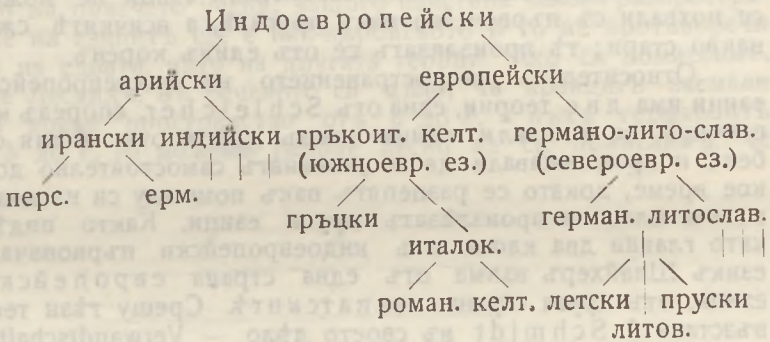 Индоевропейски
арийски европейски
ирански индийски гръкоит. келт. германо-лито-слав.
(южноевр. ез.) (североевр. ез.)
перс. ерм.
гръцки герман. литослав.
италок.
роман. келт. летски пруски
литов.